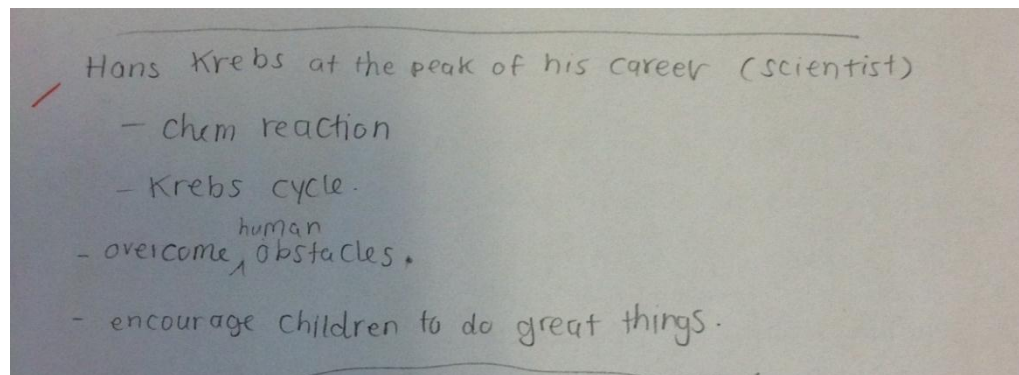 Hans Krebs at the peak of his career (scientist)
- chem reaction
- Krebs cycle.
- overcome human obstacles.
- encourage children to do great things.